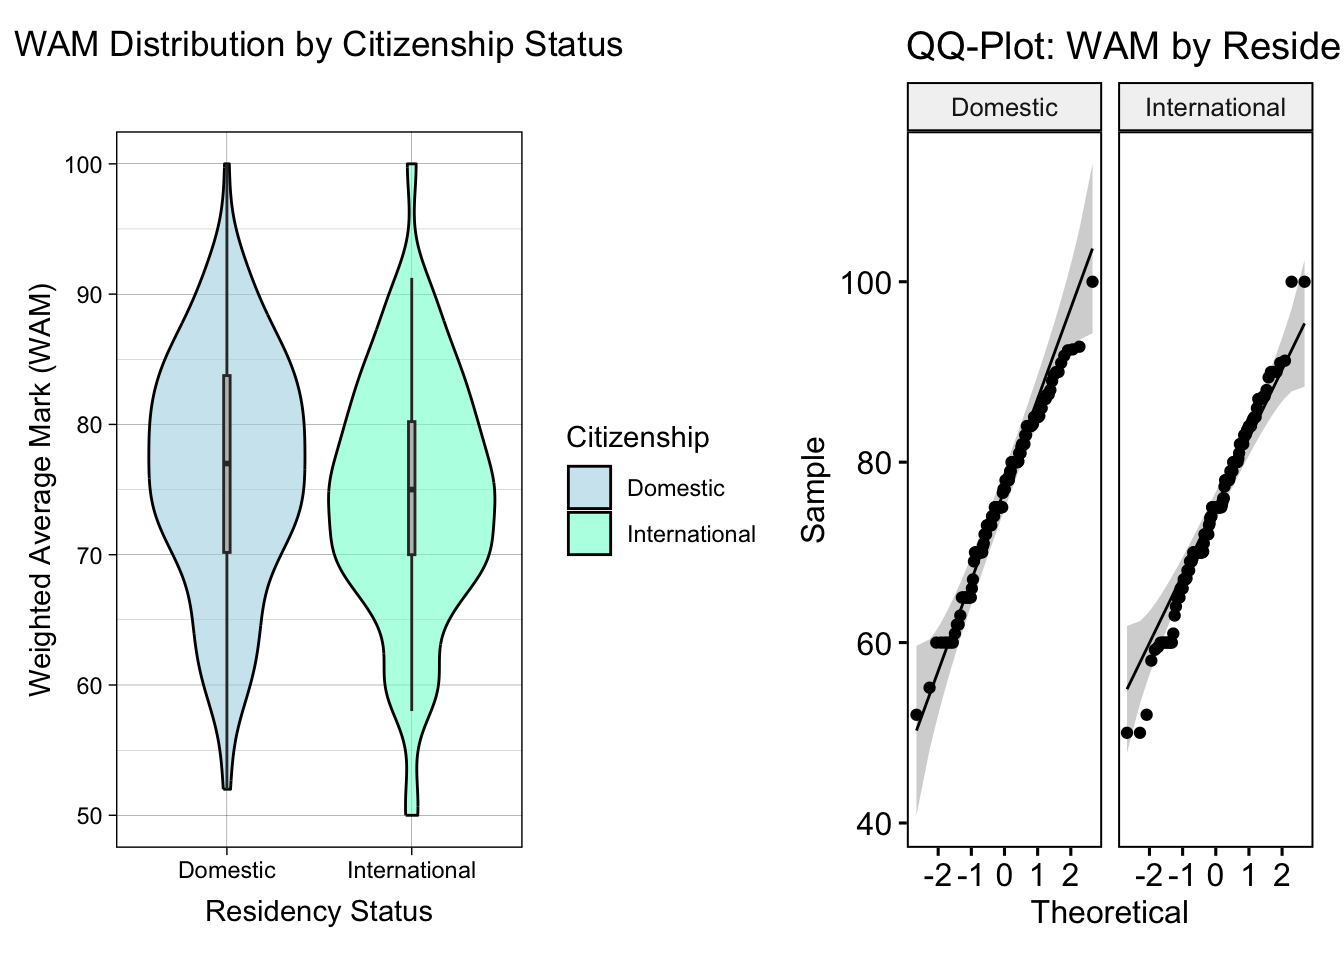 WAM Distribution by Citizenship Status
Weighted Average Mark (WAM)
100
90
80
70
60
50
Domestic International
Residency Status
Citizenship
Domestic
International
QQ-Plot: WAM by Reside
Domestic International
Sample
100
80
60
40
-2 -1 0 1 2 -2 -1 0 1 2
Theoretical